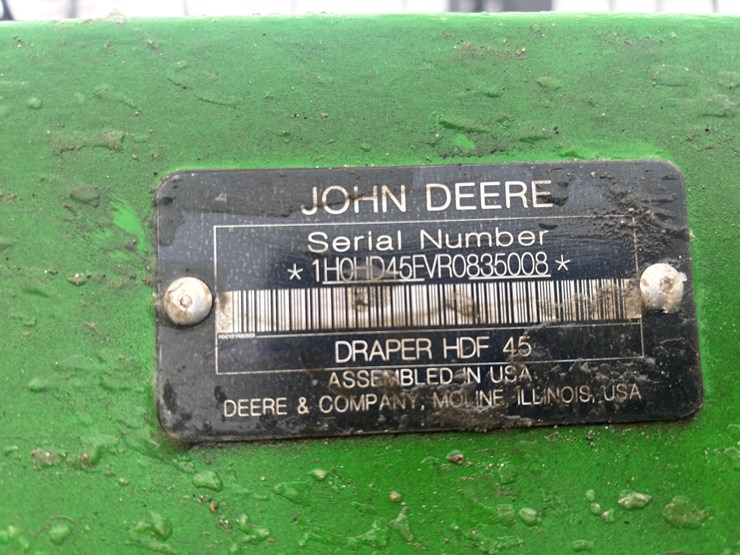 JOHN DEERE
Serial Number
*1H0HD45FVR0835008*
DRAPER HDF 45
ASSEMBLED IN USA
DEERE & COMPANY, MOLINE, ILLINOIS, USA